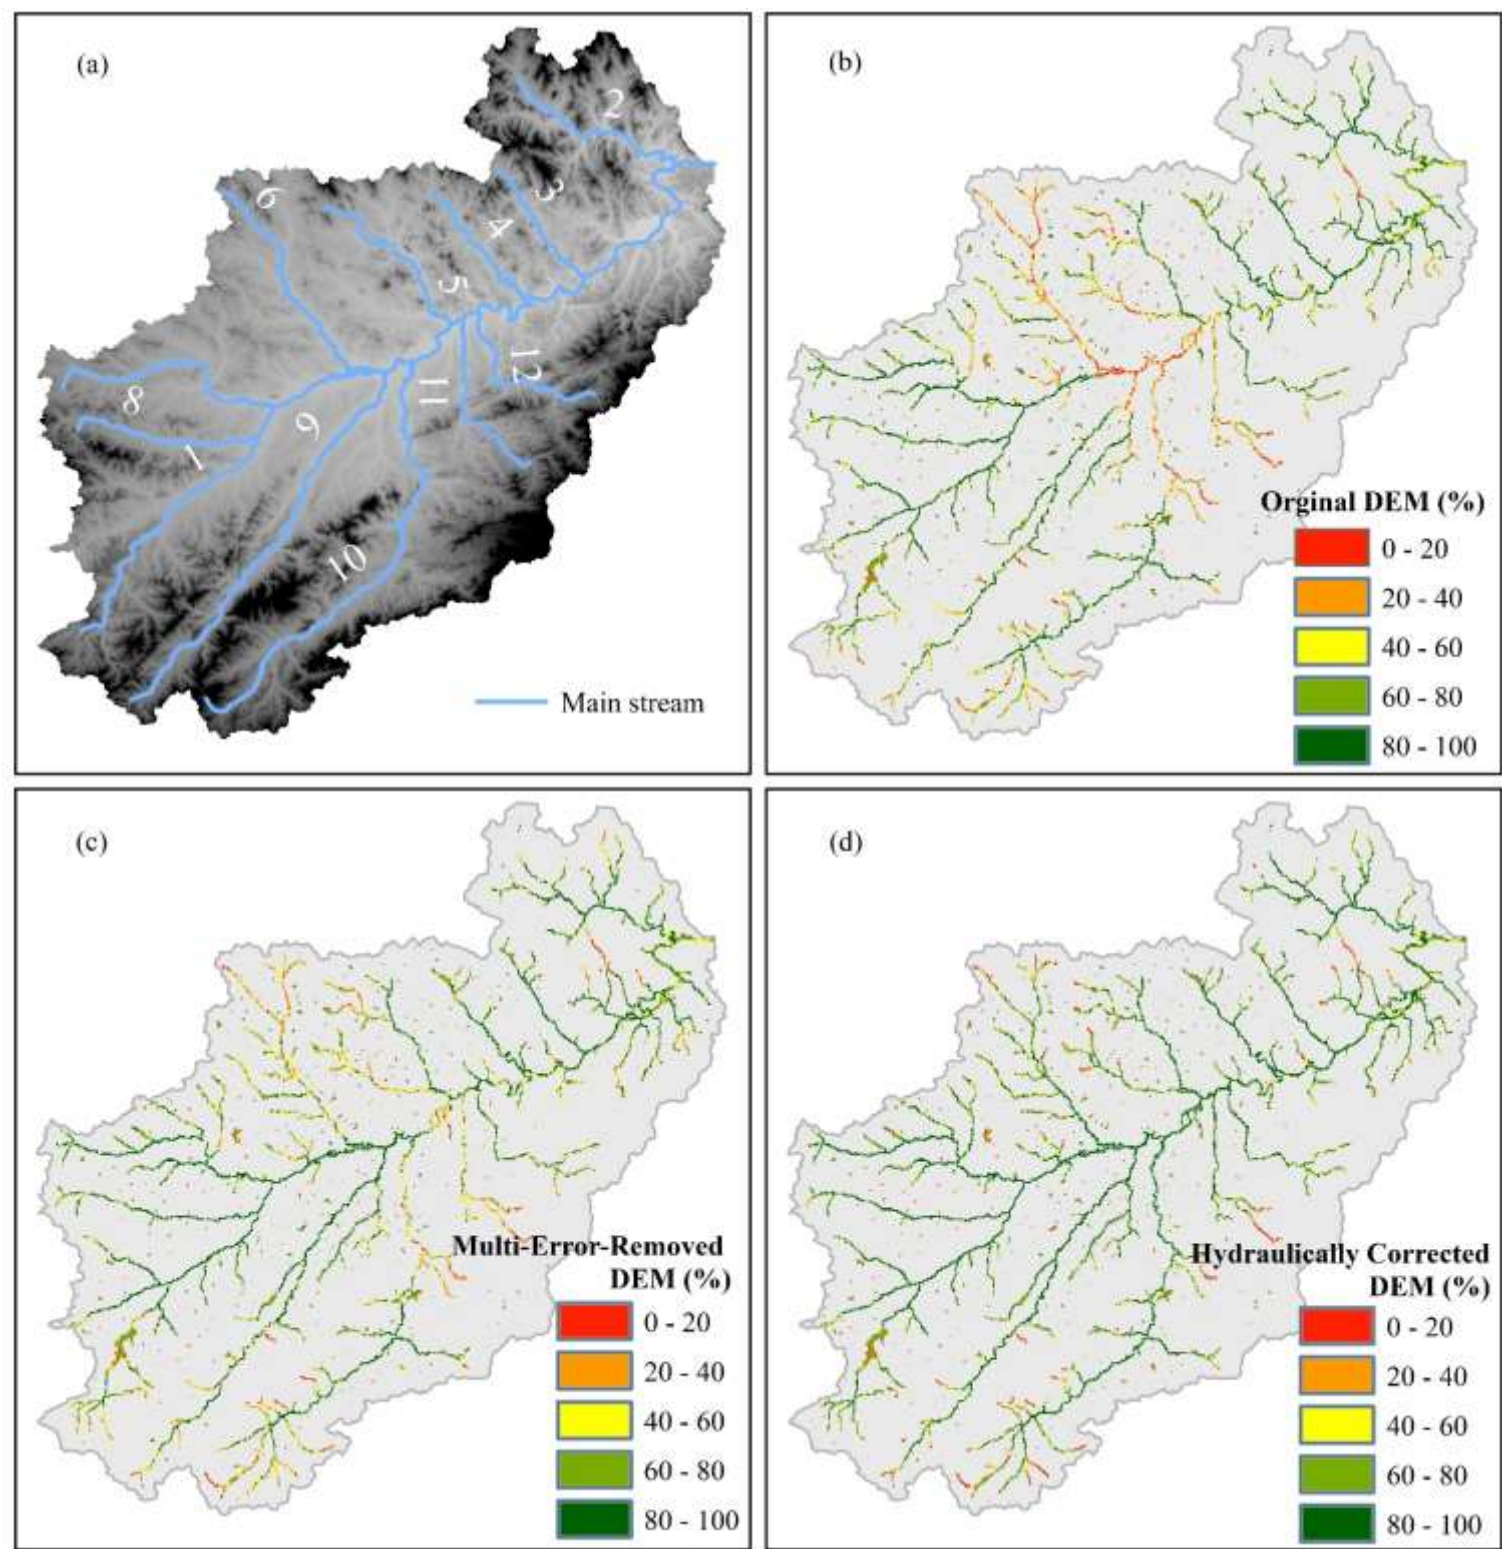 (a)
2
6
3
4
5
12
11
8
9
1
10
Main stream
(b)
Orginal DEM (%)
0 - 20
20 - 40
40 - 60
60 - 80
80 - 100
(c)
Multi-Error-Removed
DEM (%)
0 - 20
20 - 40
40 - 60
60 - 80
80 - 100
(d)
Hydraulically Corrected
DEM (%)
0 - 20
20 - 40
40 - 60
60 - 80
80 - 100